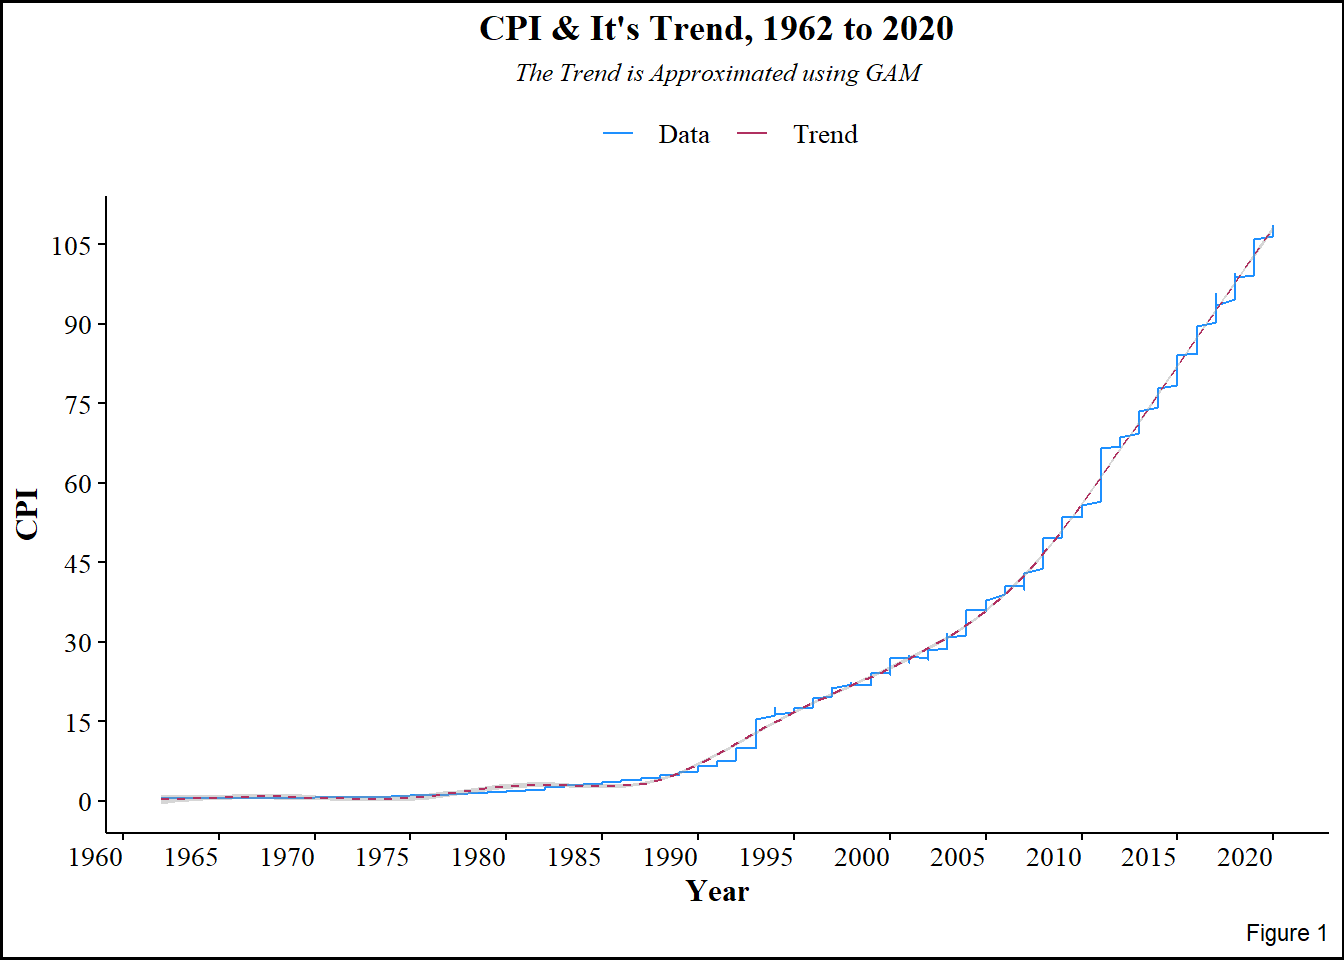 CPI & It's Trend, 1962 to 2020
The Trend is Approximated using GAM
Data Trend
105
90
75
60
45
30
15
0
CPI
1960 1965 1970 1975 1980 1985 1990 1995 2000 2005 2010 2015 2020
Year
Figure 1